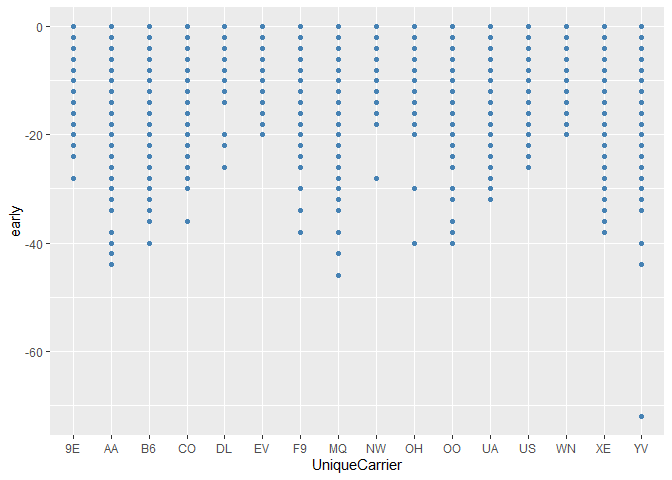 0
-20
-40
-60
early
9E AA B6 CO DL EV F9 MQ NW OH OO UA US WN XE YV
UniqueCarrier